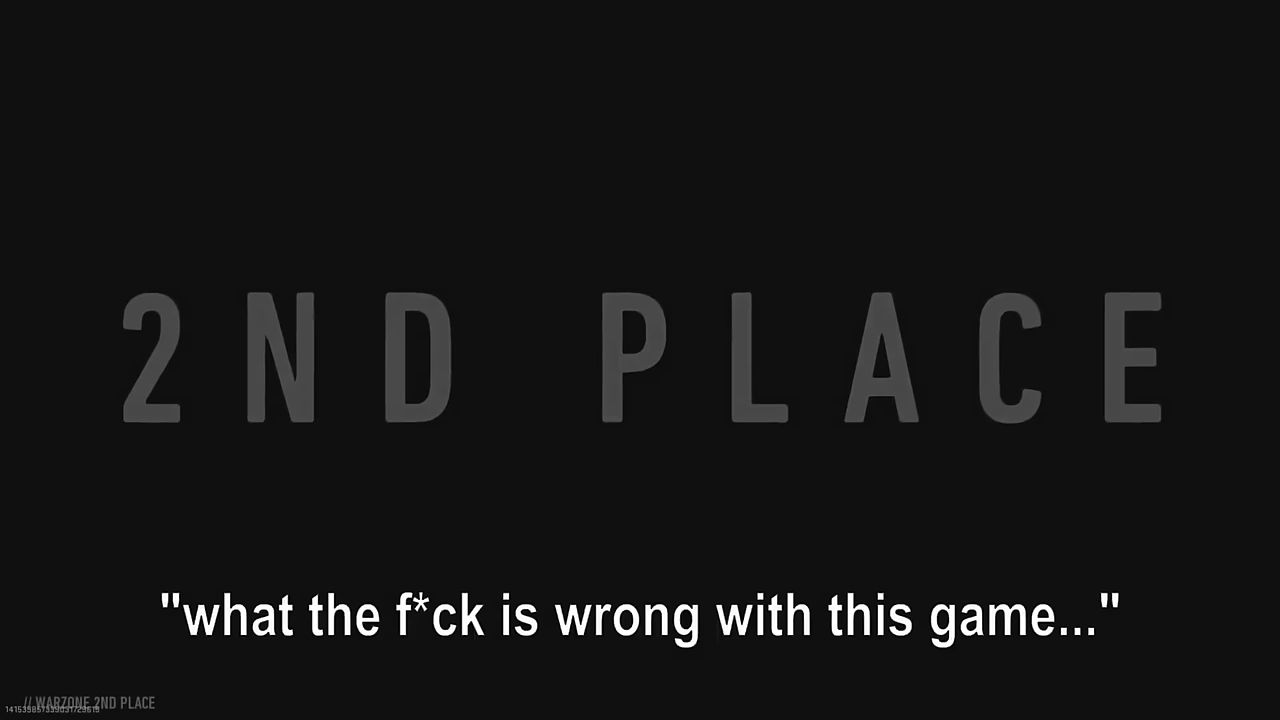 2ND PLACE
"what the f*ck is wrong with this game..."
// WARZONE 2ND PLACE